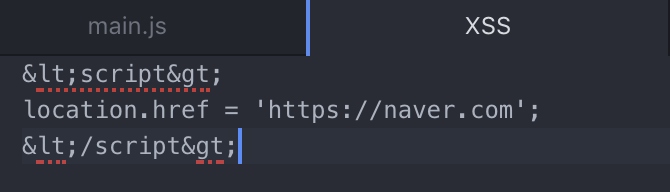 main.js XSS
&lt;script&gt;
location.href = 'https://naver.com';
&lt;/script&gt;